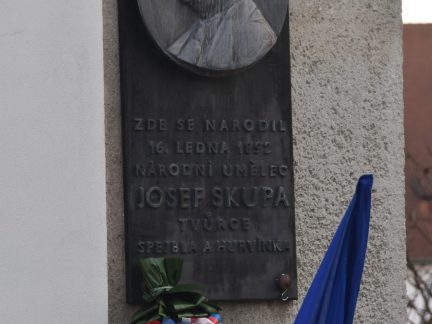 ZDE SE NARODIL
16. LEDNA 1892
NÁRODNÍ UMĚLEC
JOSEF SKUPA
TVŮRCE
SPEJBLA A HURVÍNKA